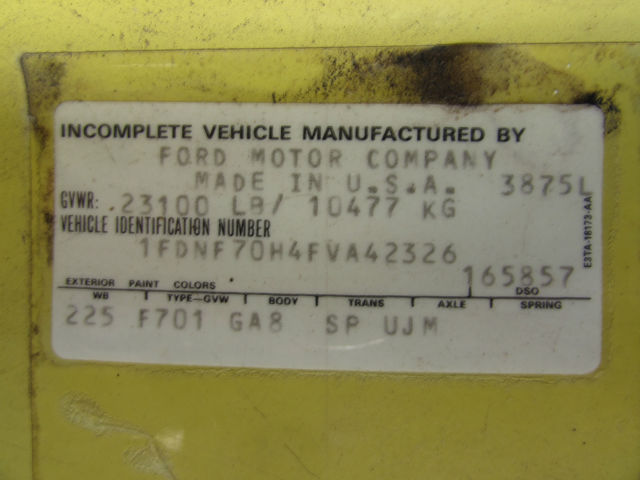 INCOMPLETE VEHICLE MANUFACTURED BY
FORD MOTOR COMPANY
MADE IN U.S.A. 3875L
GVWR: 23100 LB/ 10477 KG
VEHICLE IDENTIFICATION NUMBER
1FDNF70H4FVA42326
165857
EXTERIOR PAINT COLORS DSO
WB TYPE-GVW BODY TRANS AXLE SPRING
225 F701 GA8 SP UJM
E3TA-18173-AA